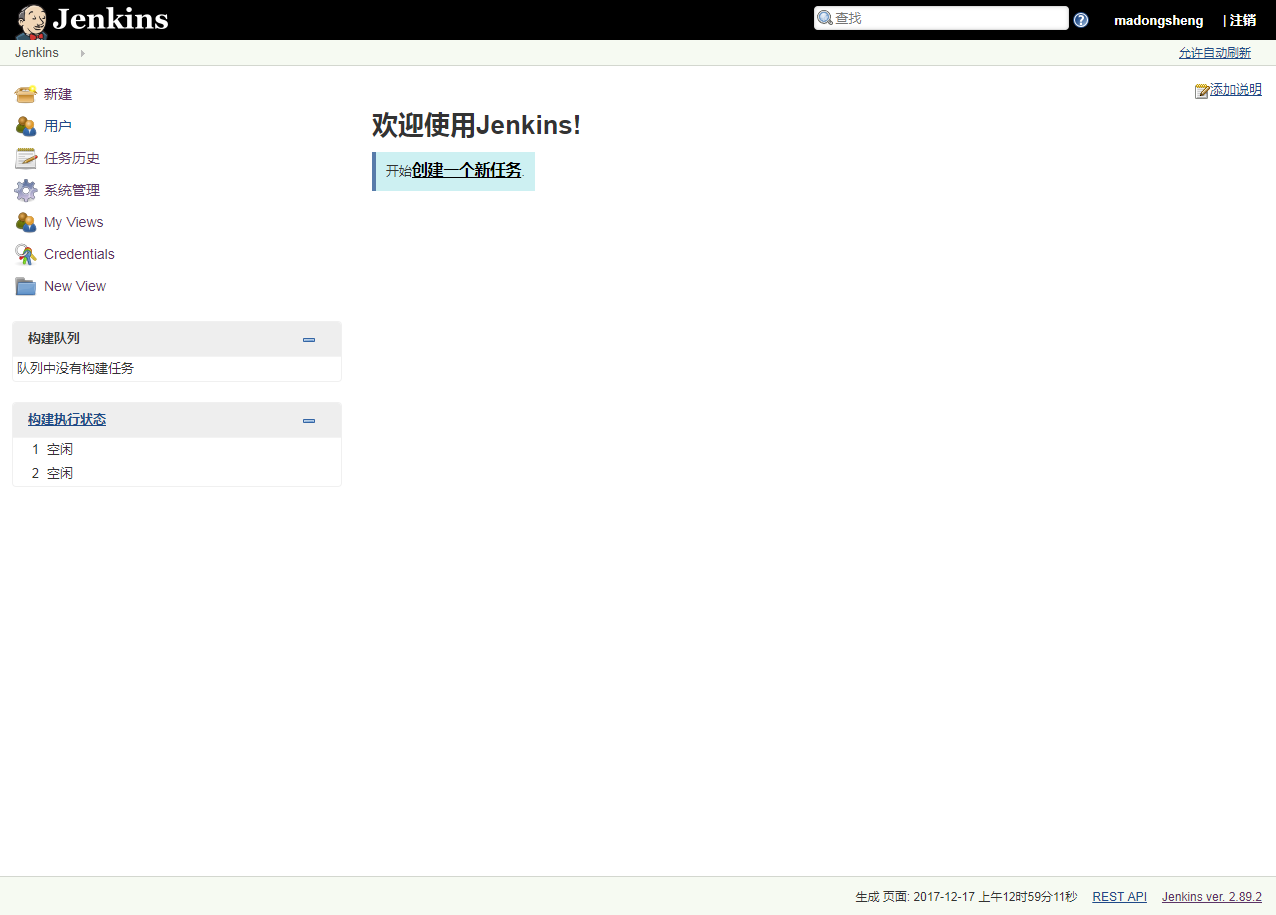 Jenkins
查找
madongsheng | 注销
Jenkins
允许自动刷新
添加说明
新建
用户
任务历史
系统管理
My Views
Credentials
New View
欢迎使用Jenkins!
开始创建一个新任务.
构建队列
队列中没有构建任务
构建执行状态
1 空闲
2 空闲
生成 页面: 2017-12-17 上午12时59分11秒 REST API Jenkins ver. 2.89.2